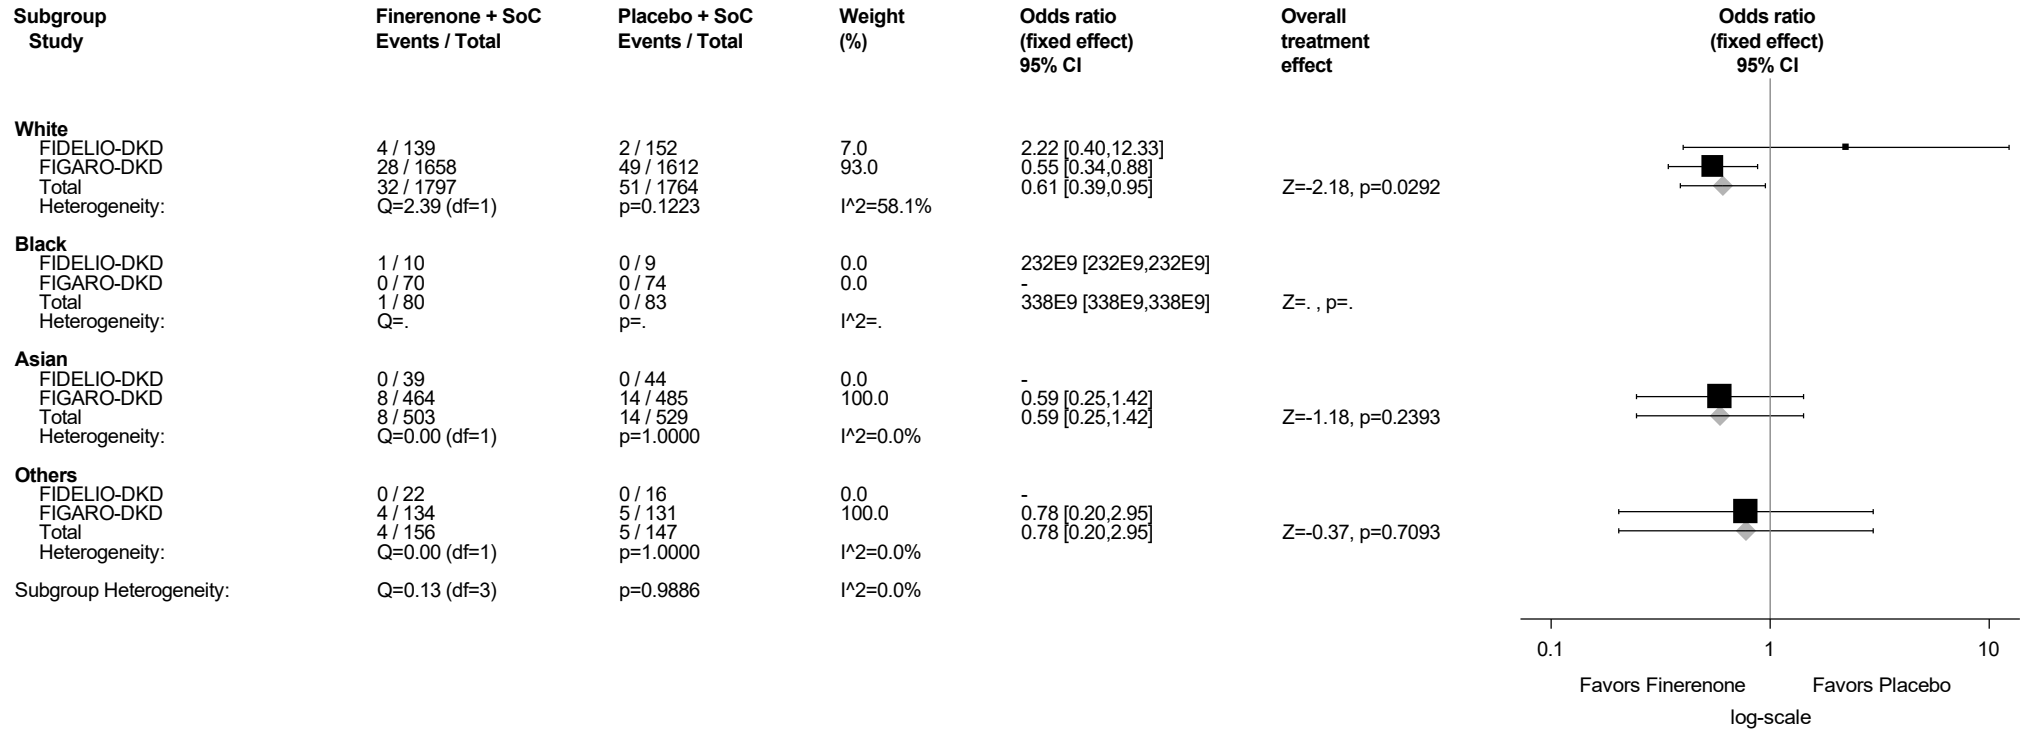 Subgroup Finerenone + SoC Placebo + SoC Weight Odds ratio Overall Odds ratio
Study Events / Total Events / Total (%) (fixed effect) treatment (fixed effect)
95% CI effect 95% CI
White
FIDELIO-DKD 4 / 139 2 / 152 7.0 2.22 [0.40,12.33]
FIGARO-DKD 28 / 1658 49 / 1612 93.0 0.55 [0.34,0.88]
Total 32 / 1797 51 / 1764 0.61 [0.39,0.95] Z=-2.18, p=0.0292
Heterogeneity: Q=2.39 (df=1) p=0.1223 I^2=58.1%
Black
FIDELIO-DKD 1 / 10 0 / 9 0.0 232E9 [232E9,232E9]
FIGARO-DKD 0 / 70 0 / 74 0.0 -
Total 1 / 80 0 / 83 338E9 [338E9,338E9] Z=. , p=.
Heterogeneity: Q=. p=. I^2=.
Asian
FIDELIO-DKD 0 / 39 0 / 44 0.0 -
FIGARO-DKD 8 / 464 14 / 485 100.0 0.59 [0.25,1.42]
Total 8 / 503 14 / 529 0.59 [0.25,1.42] Z=-1.18, p=0.2393
Heterogeneity: Q=0.00 (df=1) p=1.0000 I^2=0.0%
Others
FIDELIO-DKD 0 / 22 0 / 16 0.0 -
FIGARO-DKD 4 / 134 5 / 131 100.0 0.78 [0.20,2.95]
Total 4 / 156 5 / 147 0.78 [0.20,2.95] Z=-0.37, p=0.7093
Heterogeneity: Q=0.00 (df=1) p=1.0000 I^2=0.0%
Subgroup Heterogeneity: Q=0.13 (df=3) p=0.9886 I^2=0.0%
0.1 1 10
Favors Finerenone Favors Placebo
log-scale